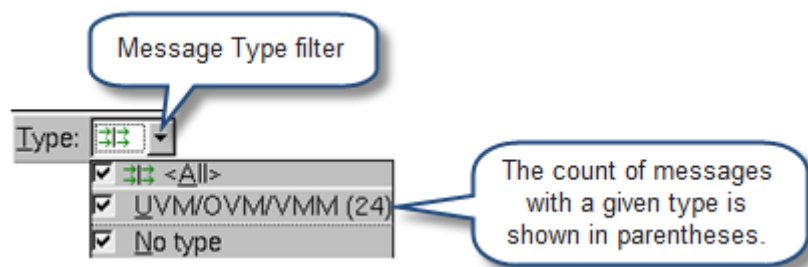 Message Type filter
Type:
<All>
UVM/OVM/VMM (24)
No type
The count of messages
with a given type is
shown in parentheses.